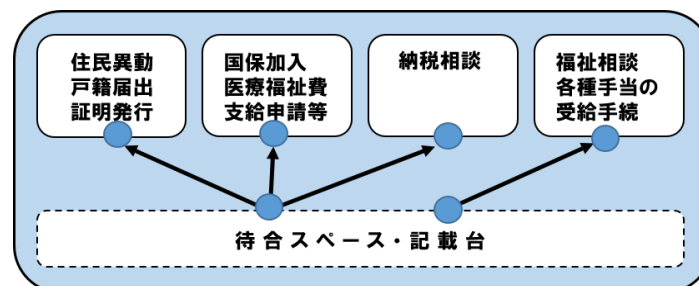 住民異動
戸籍届出
証明発行
国保加入
医療福祉費
支給申請等
納税相談
福祉相談
各種手当の
受給手続
待合スペース・記載台